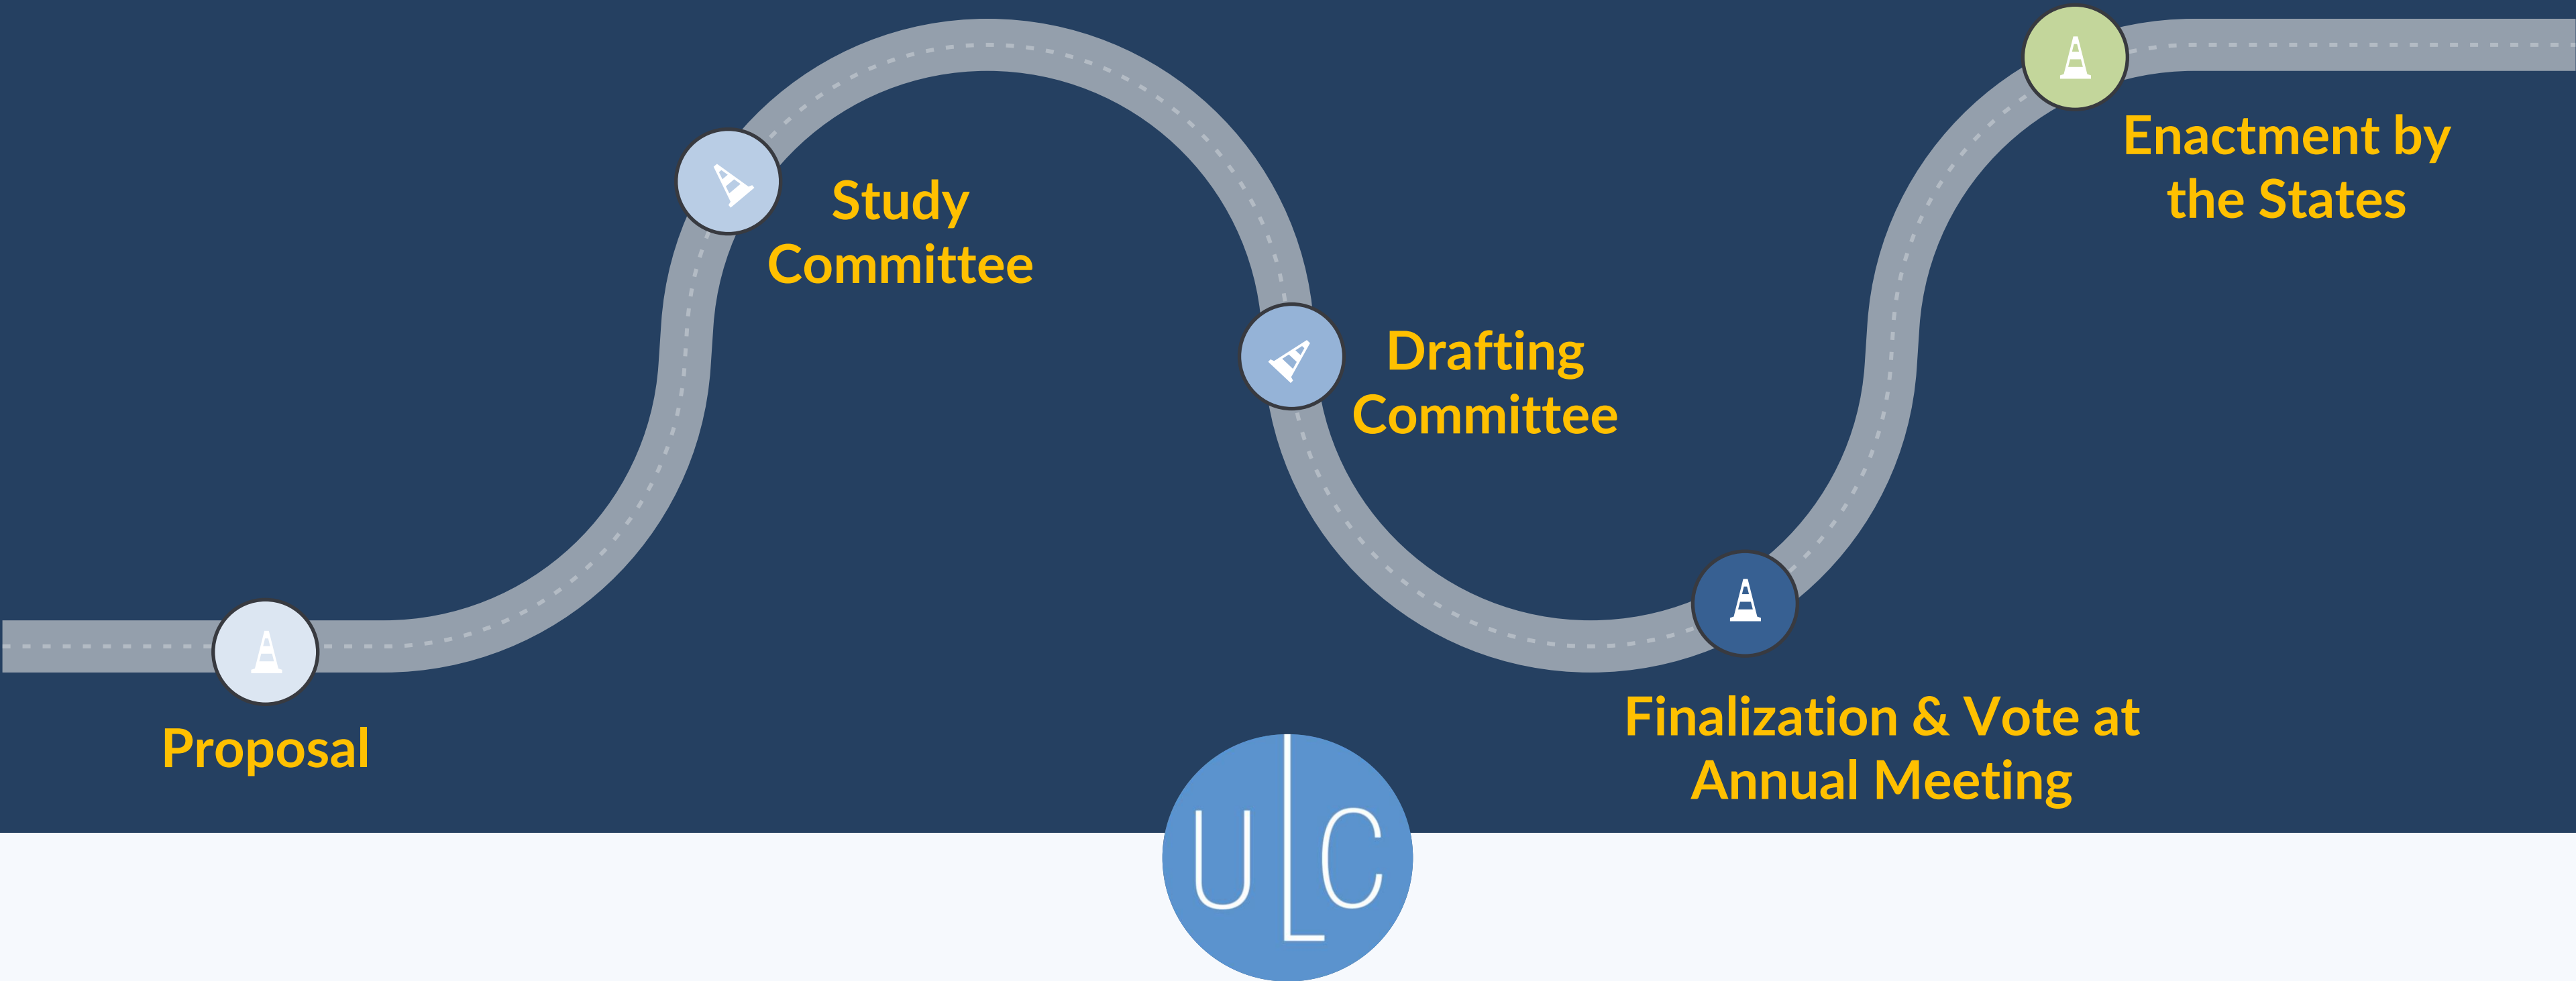 Proposal
Study
Committee
Drafting
Committee
Finalization & Vote at
Annual Meeting
Enactment by
the States
ULC